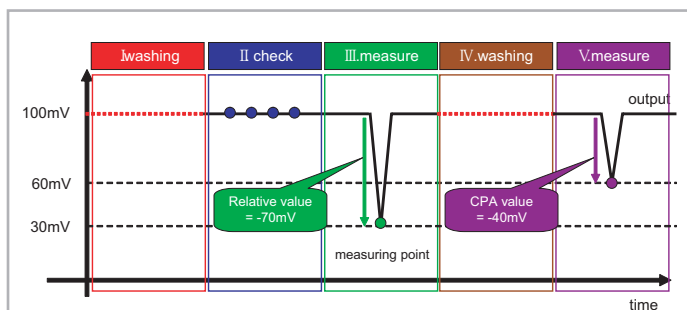 Ⅰwashing
Ⅱ check
Ⅲ.measure
Ⅳ.washing
Ⅴ.measure
output
100mV
60mV
Relative value
= -70mV
CPA value
= -40mV
30mV
measuring point
time